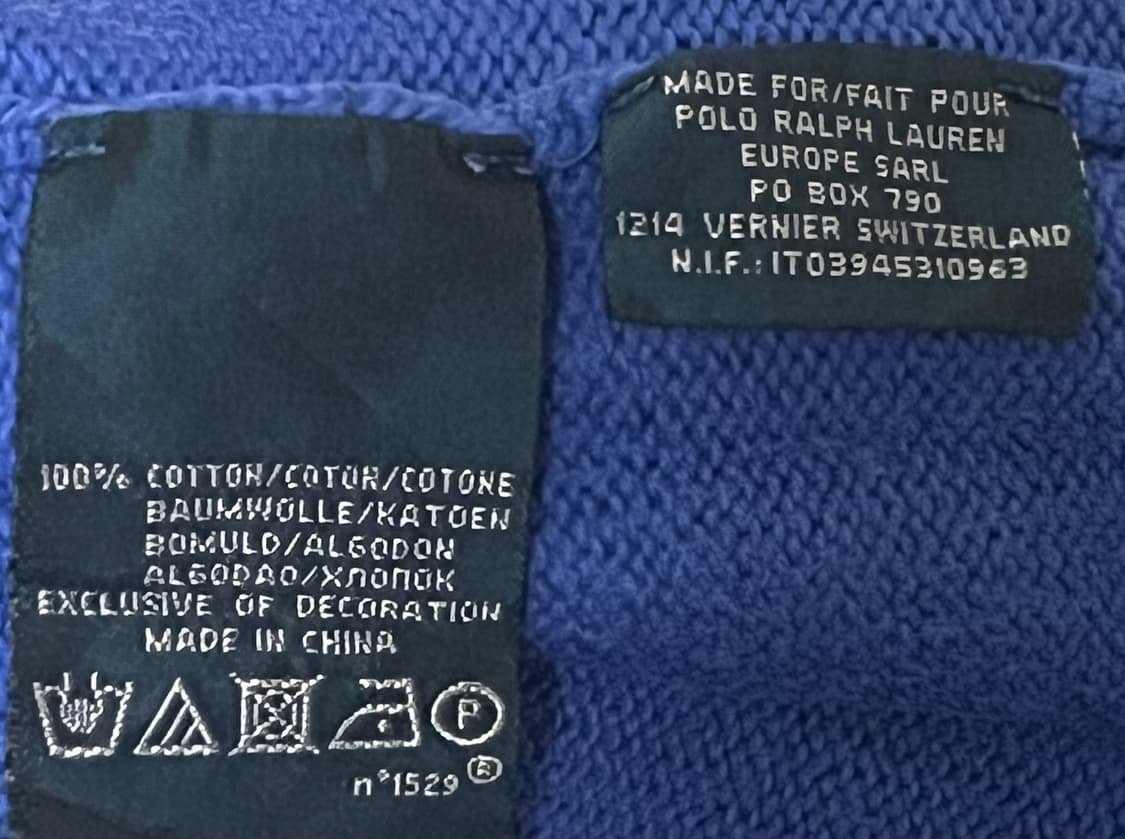 100% COTTON/COTON/COTONE
BAUMWOLLE/KATOEN
BOMULD/ALGODON
ALGODAO/ХЛОПОК
EXCLUSIVE OF DECORATION
MADE IN CHINA
P
n°1529 ®
MADE FOR/FAIT POUR
POLO RALPH LAUREN
EUROPE SARL
PO BOX 790
1214 VERNIER SWITZERLAND
N.I.F.: IT03945310963